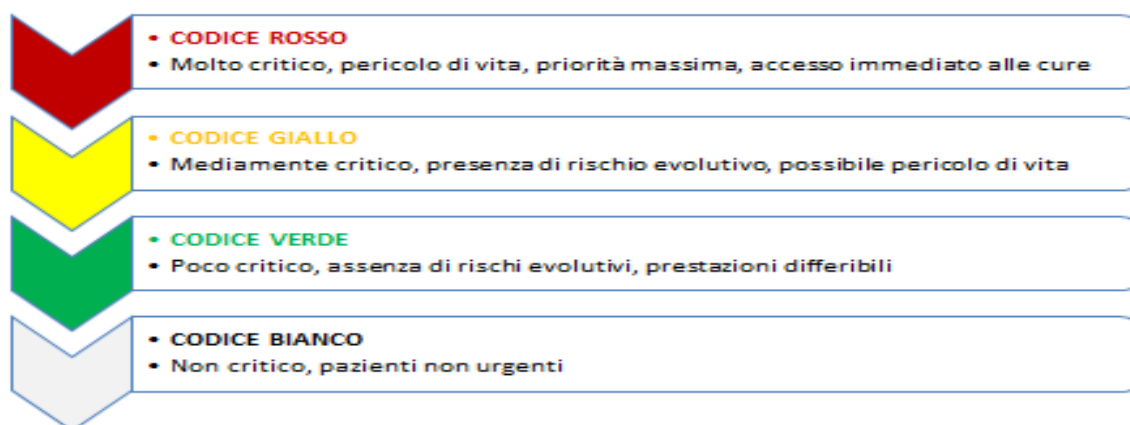 • CODICE ROSSO
• Molto critico, pericolo di vita, priorità massima, accesso immediato alle cure
• CODICE GIALLO
• Mediamente critico, presenza di rischio evolutivo, possibile pericolo di vita
• CODICE VERDE
• Poco critico, assenza di rischi evolutivi, prestazioni differibili
• CODICE BIANCO
• Non critico, pazienti non urgenti